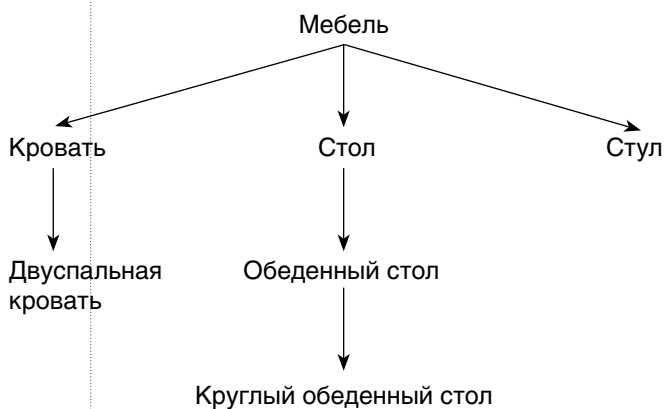 Мебель
Кровать
Стол
Стул
Двуспальная
кровать
Обеденный стол
Круглый обеденный стол